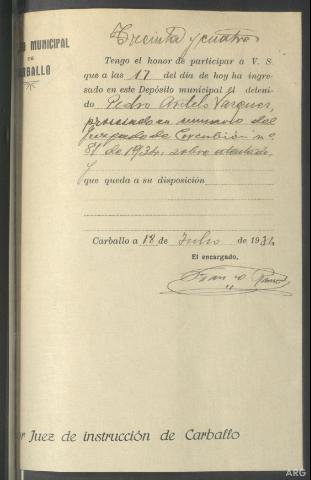 Treinta y cuatro
MUNICIPAL
DE
CARBALLO
Tengo el honor de participar a V. S.
que a las 17 del día de hoy ha ingre-
sado en este Depósito municipal el deteni-
do Pedro Vazquez,
procesado en sumario del
Juzgado de Corcubión nº
81 de 1934, sobre
y
que queda a su disposición
Carballo a 18 de Julio de 1934
El encargado,
Juez de instrucción de Carballo
ARG